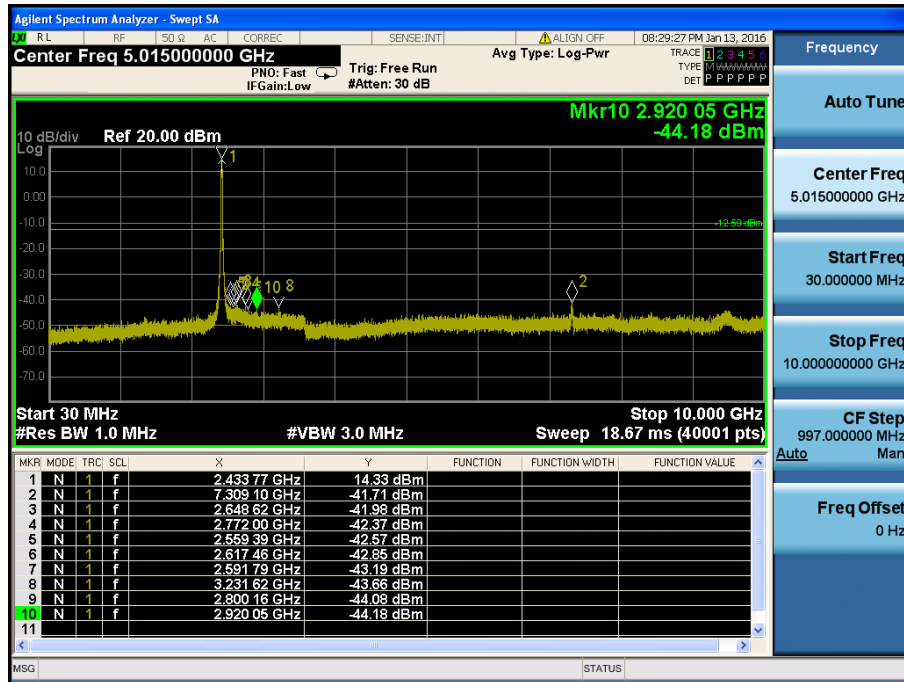 Agilent Spectrum Analyzer - Swept SA
LXI RL RF 50 Ω AC CORREC SENSE:INT ALIGN OFF 08:29:27 PM Jan 13, 2016
Center Freq 5.015000000 GHz
PNO: Fast
IFGain:Low
Trig: Free Run
#Atten: 30 dB
Avg Type: Log-Pwr
TRACE 1 2 3 4 5 6
TYPE M W W W W W
DET P P P P P P
Mkr10 2.920 05 GHz
-44.18 dBm
10 dB/div Ref 20.00 dBm
Log
10.0
0.00
-10.0
-20.0
-30.0
-40.0
-50.0
-60.0
-70.0
-12.59 dBm
1
4
10
8
2
Start 30 MHz Stop 10.000 GHz
#Res BW 1.0 MHz #VBW 3.0 MHz Sweep 18.67 ms (40001 pts)
MKR MODE TRC SCL X Y FUNCTION FUNCTION WIDTH FUNCTION VALUE
1 N 1 f 2.433 77 GHz 14.33 dBm
2 N 1 f 7.309 10 GHz -41.71 dBm
3 N 1 f 2.648 62 GHz -41.98 dBm
4 N 1 f 2.772 00 GHz -42.37 dBm
5 N 1 f 2.559 39 GHz -42.57 dBm
6 N 1 f 2.617 46 GHz -42.85 dBm
7 N 1 f 2.591 79 GHz -43.19 dBm
8 N 1 f 3.231 62 GHz -43.66 dBm
9 N 1 f 2.800 16 GHz -44.08 dBm
10 N 1 f 2.920 05 GHz -44.18 dBm
11
MSG STATUS
Frequency
Auto Tune
Center Freq
5.015000000 GHz
Start Freq
30.000000 MHz
Stop Freq
10.000000000 GHz
CF Step
997.000000 MHz
Auto Man
Freq Offset
0 Hz